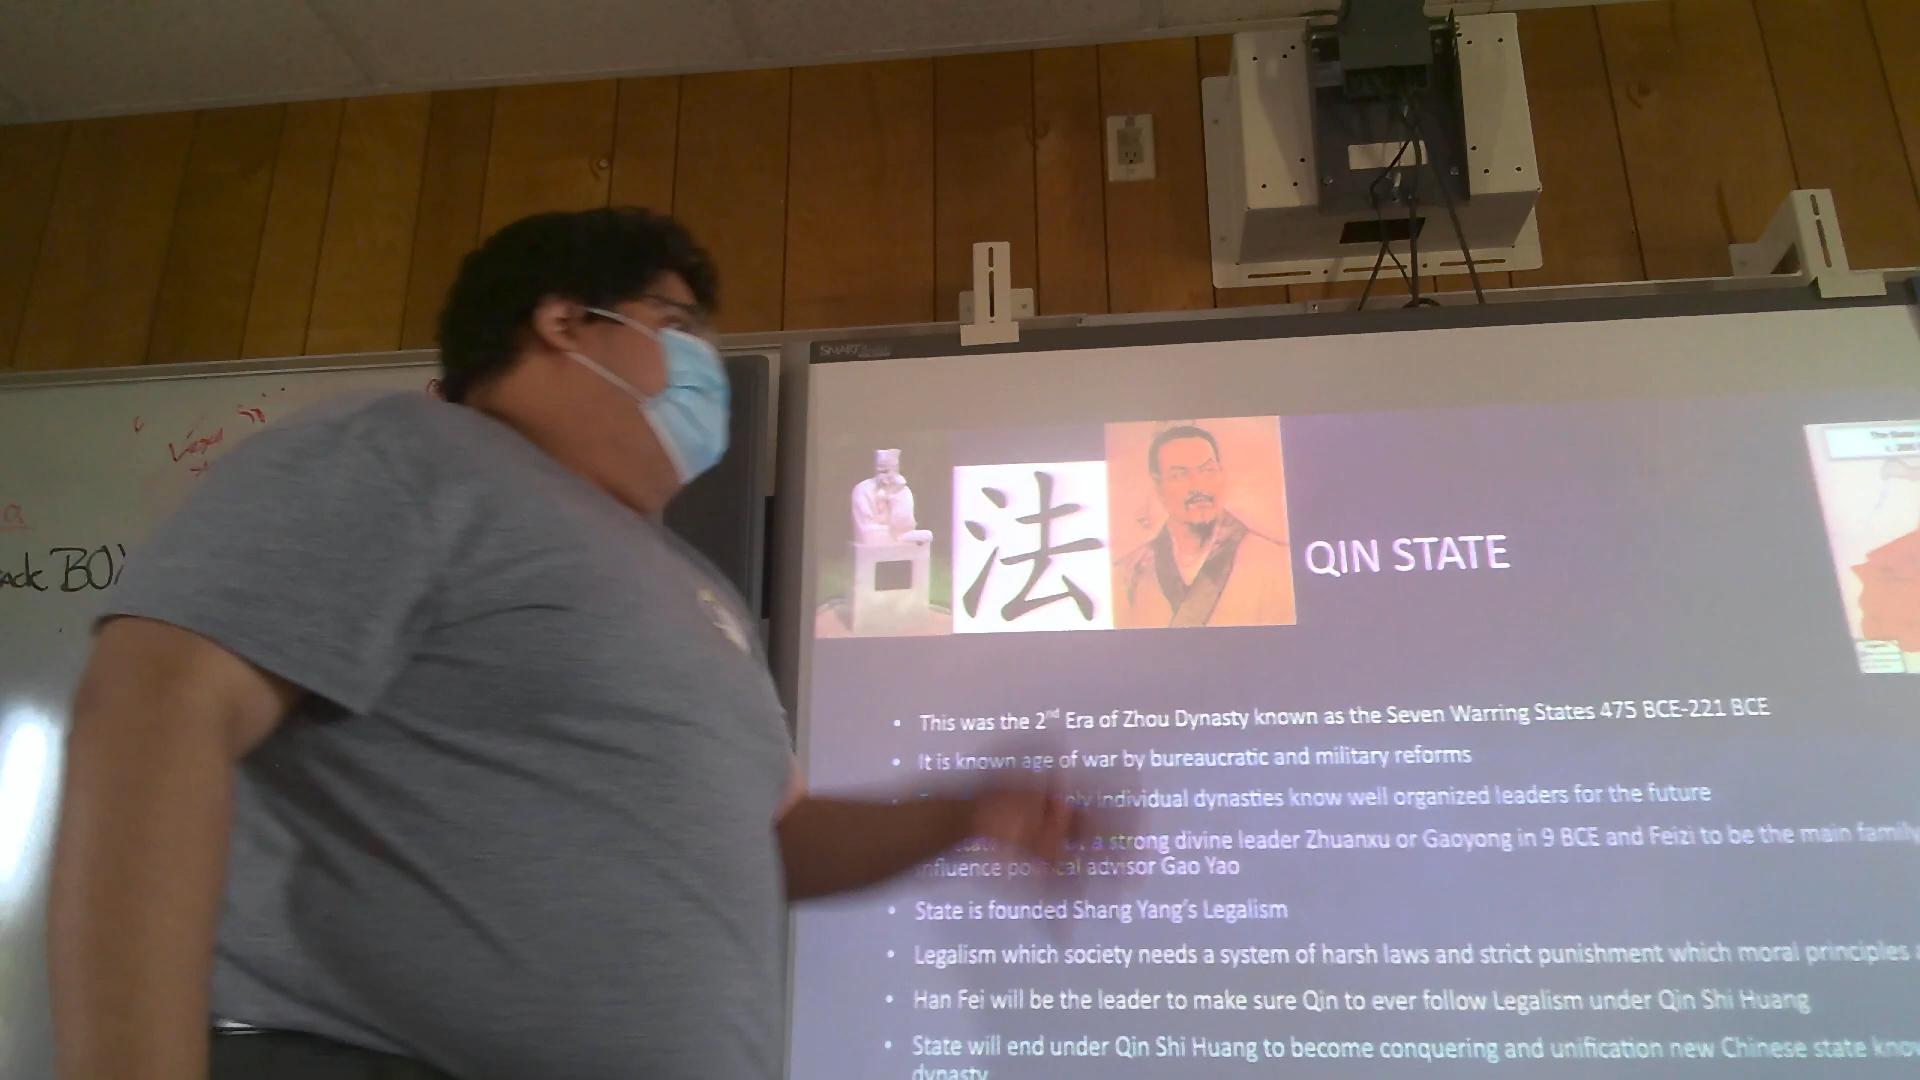 SMART
ack BO
法
QIN STATE
This was the 2nd Era of Zhou Dynasty known as the Seven Warring States 475 BCE-221 BCE
It is known age of war by bureaucratic and military reforms
individual dynasties know well organized leaders for the future
a strong divine leader Zhuanxu or Gaoyong in 9 BCE and Feizi to be the main family
influence political advisor Gao Yao
State is founded Shang Yang's Legalism
Legalism which society needs a system of harsh laws and strict punishment which moral principles
Han Fei will be the leader to make sure Qin to ever follow Legalism under Qin Shi Huang
State will end under Qin Shi Huang to become conquering and unification new Chinese state know
dynasty